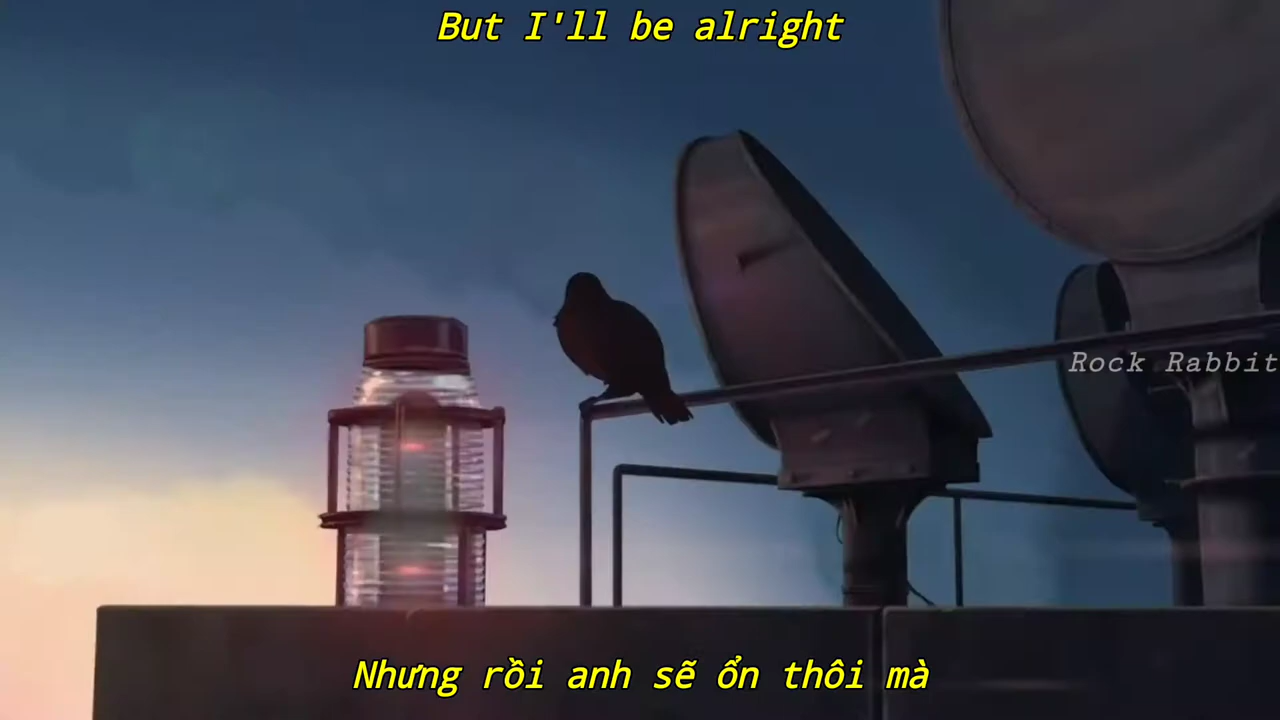 But I'll be alright
Rock Rabbit
Nhưng rồi anh sẽ ổn thôi mà